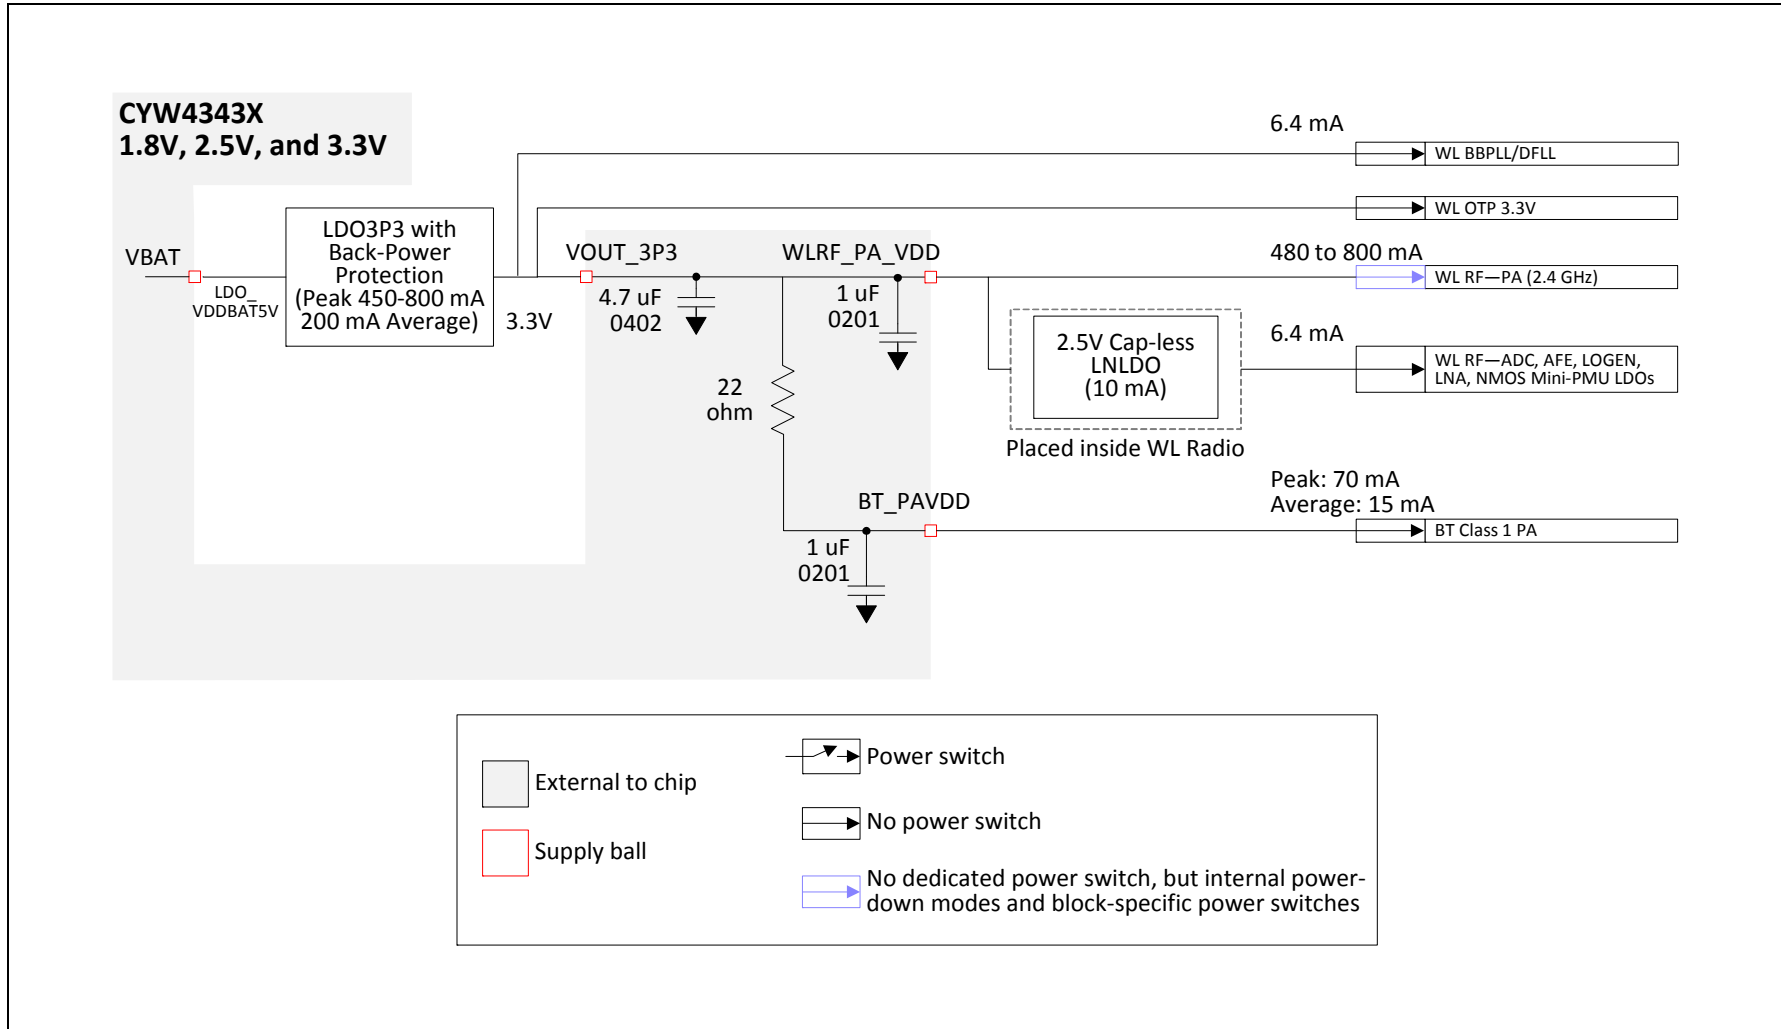 CYW4343X
1.8V, 2.5V, and 3.3V
VBAT
LDO_
VDDBAT5V
LDO3P3 with
Back-Power
Protection
(Peak 450-800 mA
200 mA Average)
3.3V
VOUT_3P3
4.7 uF
0402
22
ohm
WLRF_PA_VDD
1 uF
0201
BT_PAVDD
1 uF
0201
2.5V Cap-less
LNLDO
(10 mA)
Placed inside WL Radio
6.4 mA
WL BBPLL/DFLL
WL OTP 3.3V
480 to 800 mA
WL RF—PA (2.4 GHz)
6.4 mA
WL RF—ADC, AFE, LOGEN,
LNA, NMOS Mini-PMU LDOs
Peak: 70 mA
Average: 15 mA
BT Class 1 PA
External to chip
Supply ball
Power switch
No power switch
No dedicated power switch, but internal power-
down modes and block-specific power switches